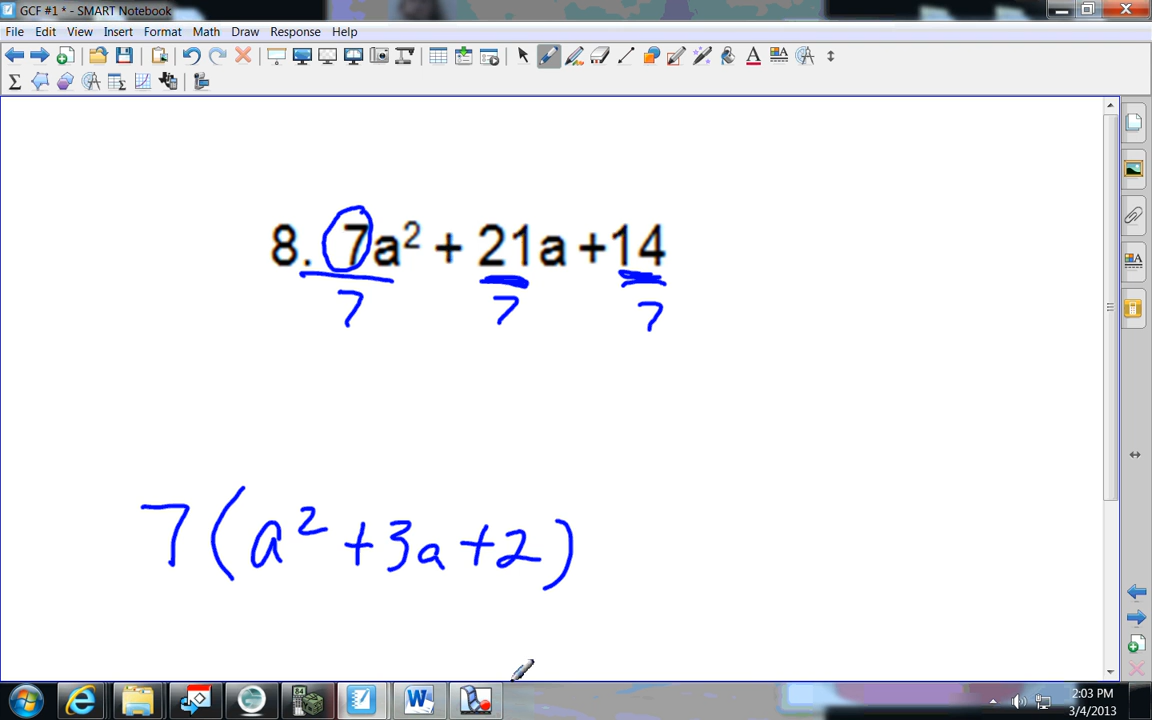 GCF #1 * - SMART Notebook
File Edit View Insert Format Math Draw Response Help
8. 7a² + 21a +14
7 7 7
7(a² +3a +2)
2:03 PM
3/4/2013